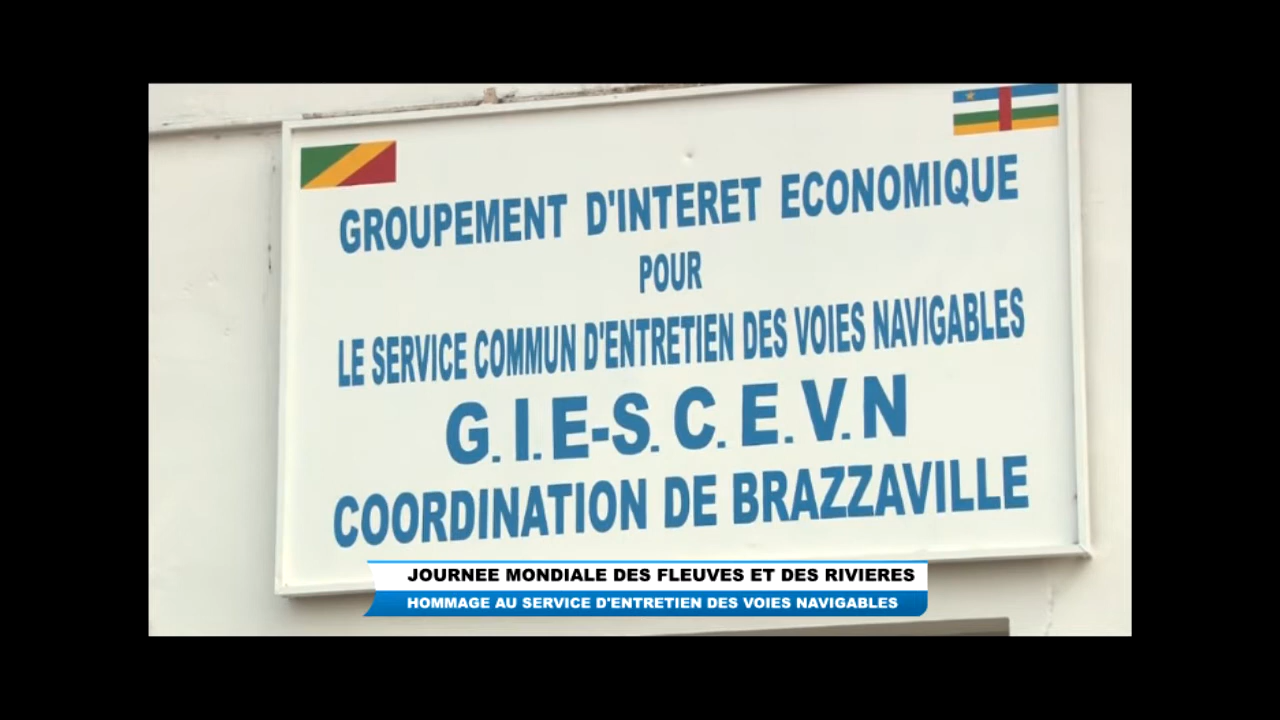 GROUPEMENT D'INTERET ECONOMIQUE
POUR
LE SERVICE COMMUN D'ENTRETIEN DES VOIES NAVIGABLES
G.I.E-S.C.E.V.N
COORDINATION DE BRAZZAVILLE
JOURNEE MONDIALE DES FLEUVES ET DES RIVIERES
HOMMAGE AU SERVICE D'ENTRETIEN DES VOIES NAVIGABLES